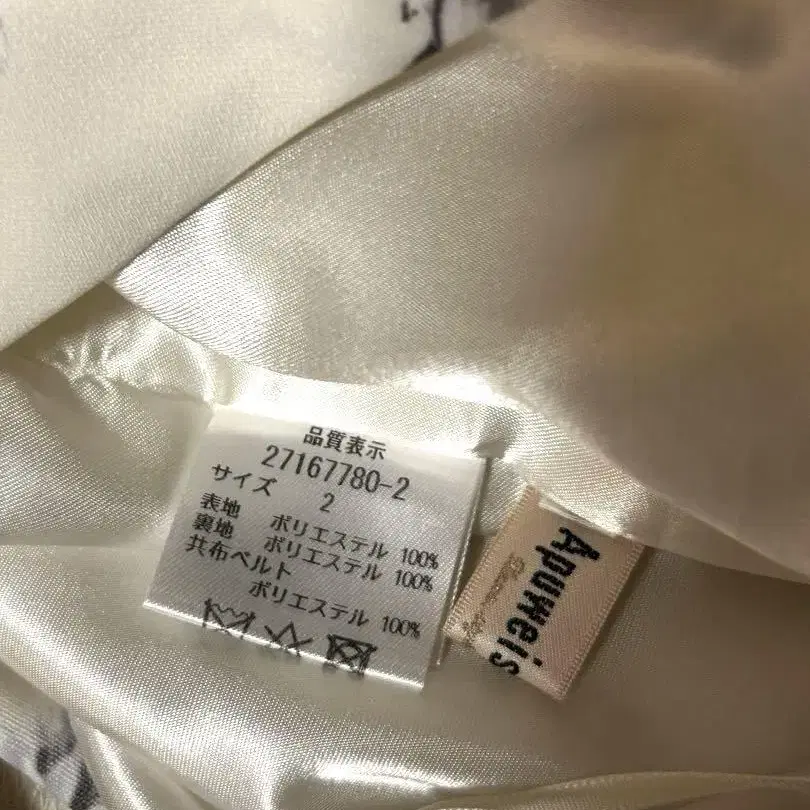 品質表示
27167780-2
サイズ 2
表地 ポリエステル 100%
裏地 ポリエステル 100%
共布ベルト
ポリエステル 100%
Apuweis